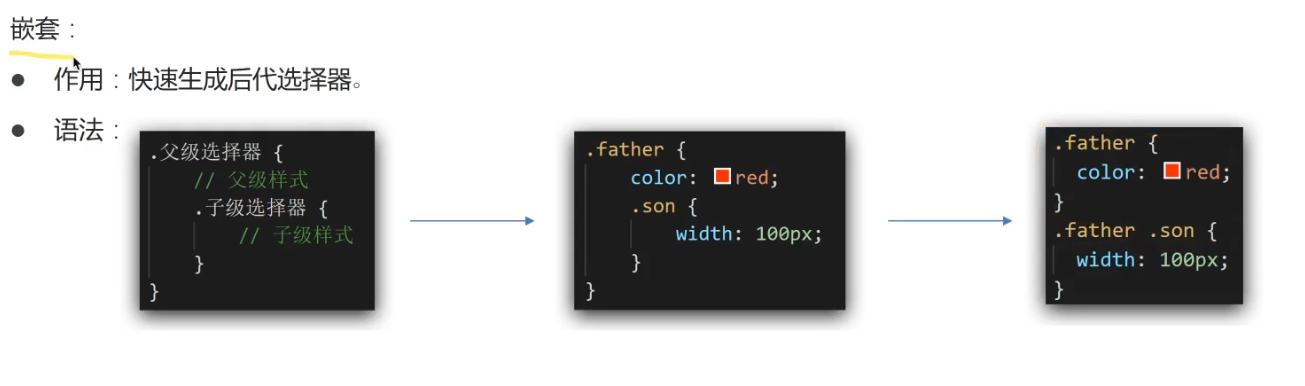 嵌套：
● 作用：快速生成后代选择器。
● 语法：
.父级选择器 {
// 父级样式
.子级选择器 {
// 子级样式
}
}
.father {
color: red;
.son {
width: 100px;
}
}
.father {
color: red;
}
.father .son {
width: 100px;
}